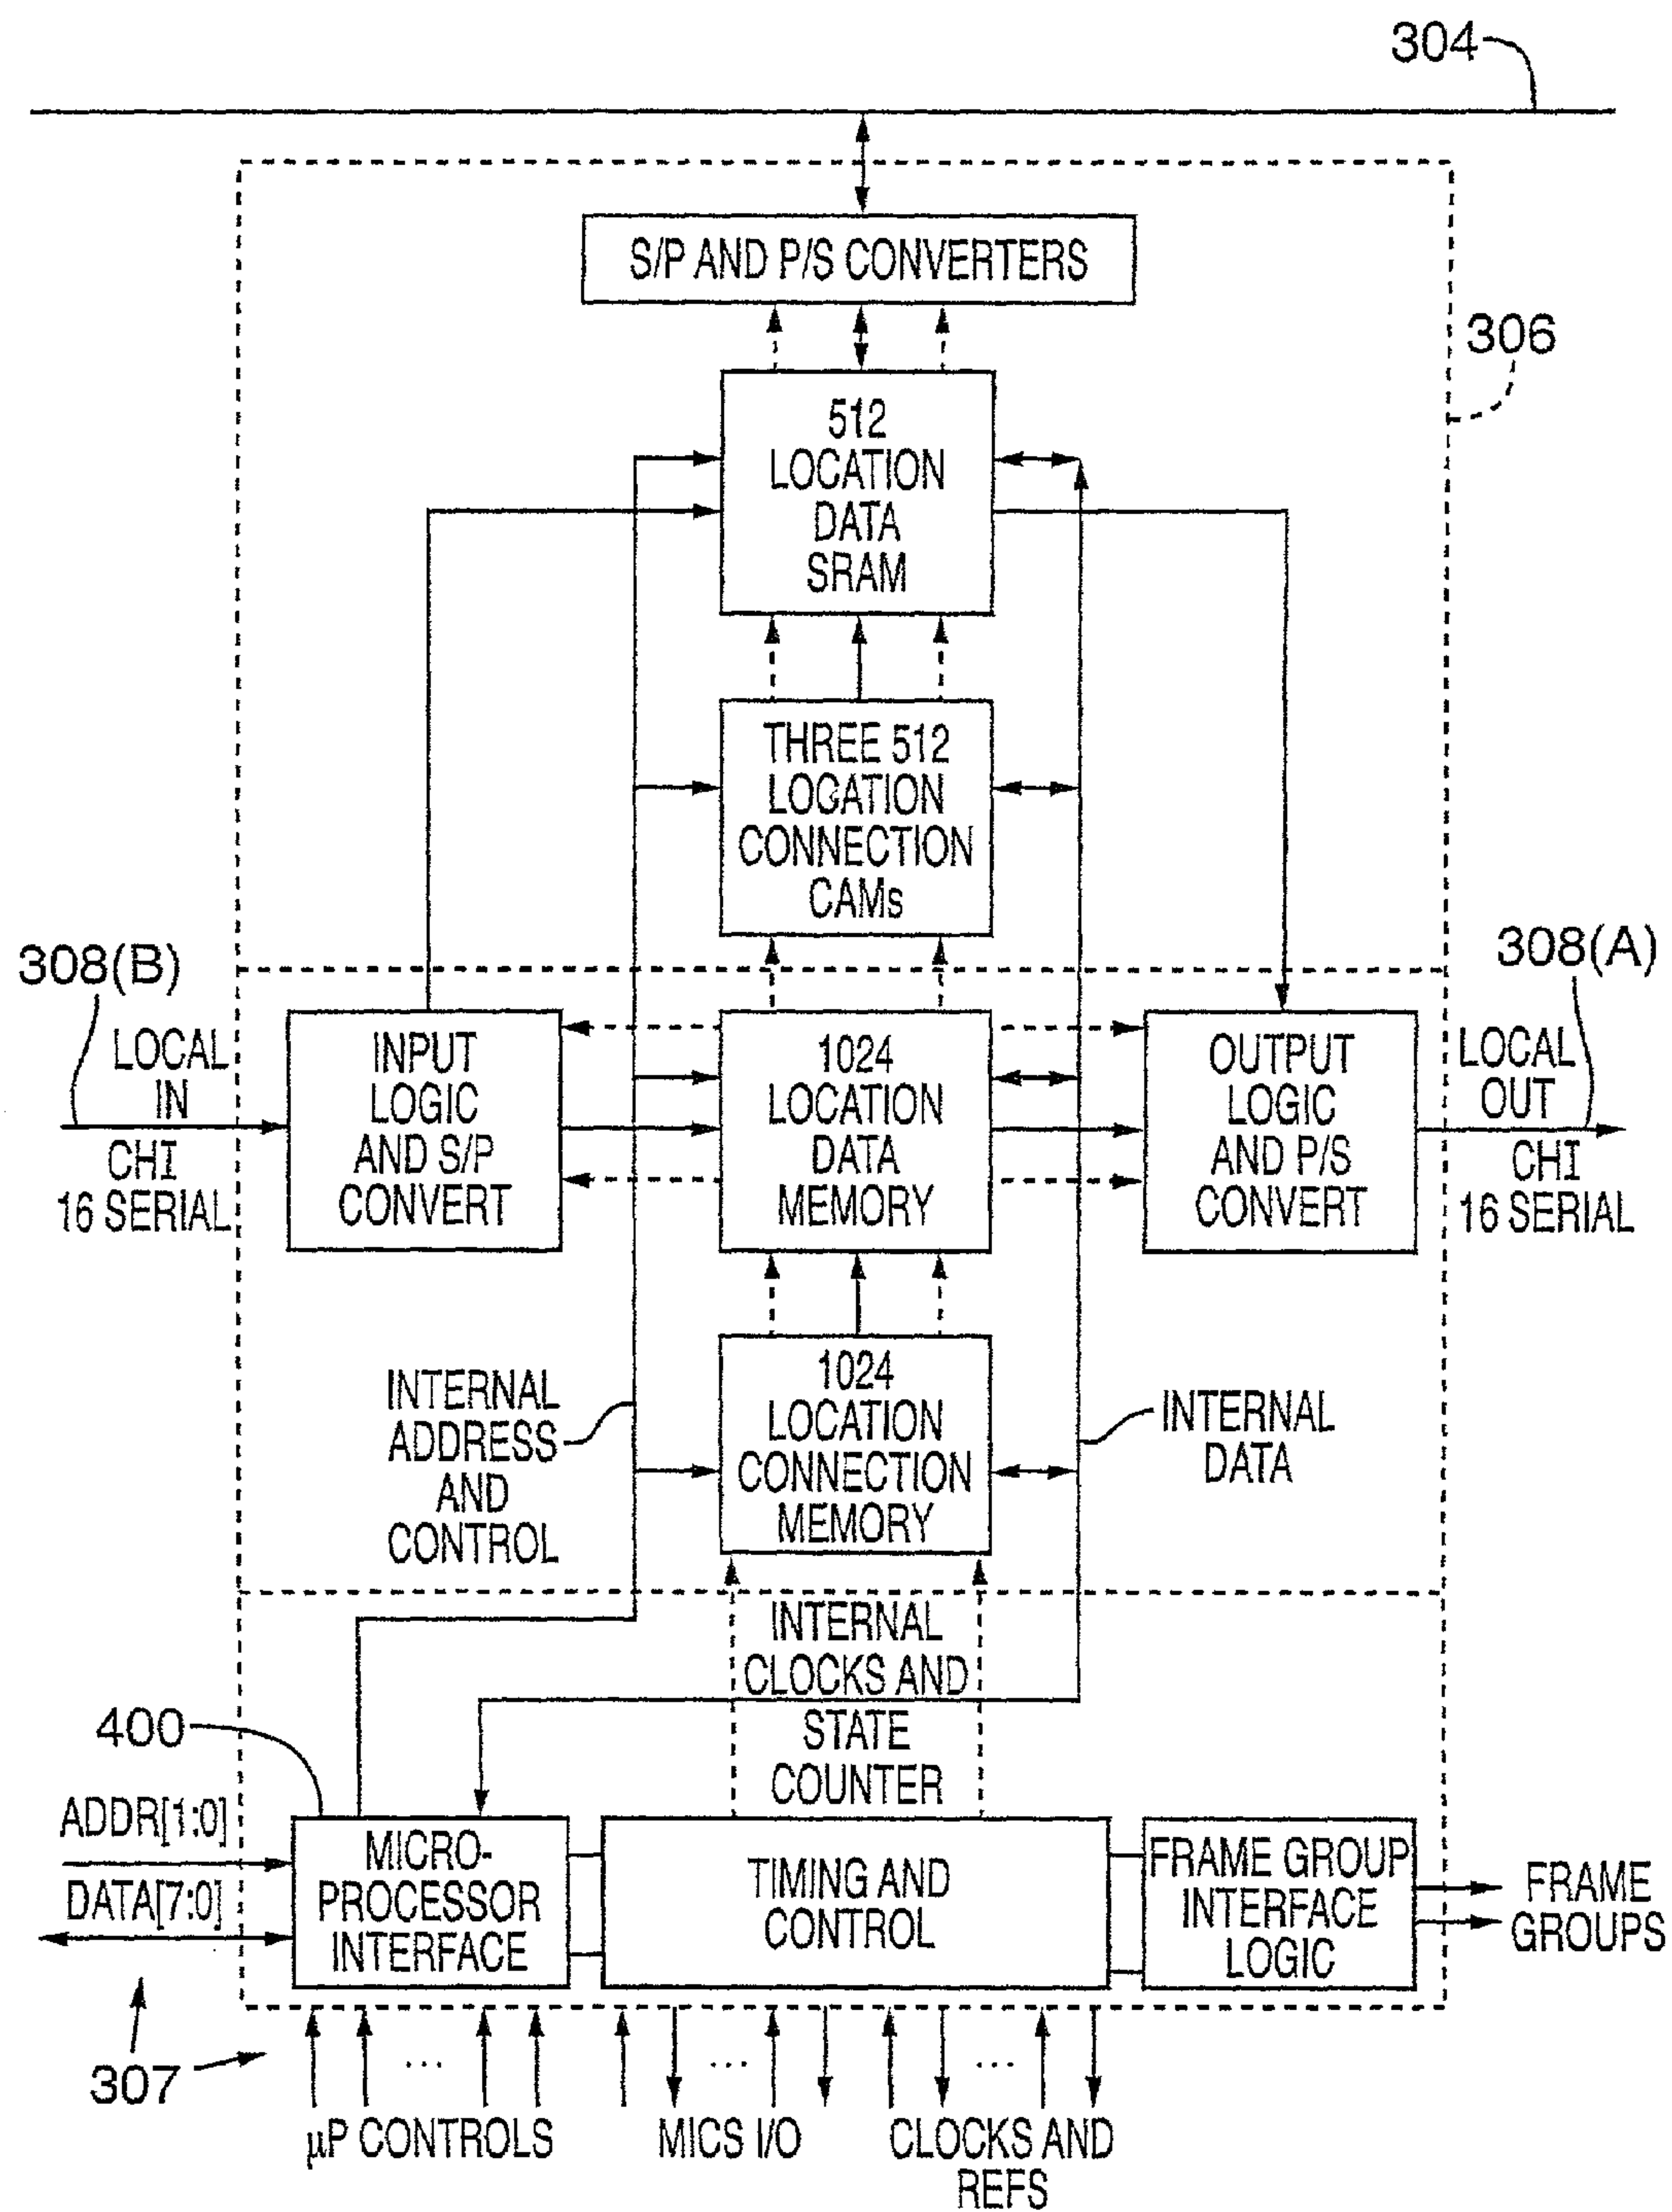 304
S/P AND P/S CONVERTERS
306
512
LOCATION
DATA
SRAM
THREE 512
LOCATION
CONNECTION
CAMs
308(B)
308(A)
LOCAL
IN
CHI
16 SERIAL
INPUT
LOGIC
AND S/P
CONVERT
1024
LOCATION
DATA
MEMORY
OUTPUT
LOGIC
AND P/S
CONVERT
LOCAL
OUT
CHI
16 SERIAL
INTERNAL
ADDRESS
AND
CONTROL
1024
LOCATION
CONNECTION
MEMORY
INTERNAL
DATA
INTERNAL
CLOCKS AND
STATE
COUNTER
400
ADDR[1:0]
DATA[7:0]
MICRO-
PROCESSOR
INTERFACE
TIMING AND
CONTROL
FRAME GROUP
INTERFACE
LOGIC
FRAME
GROUPS
307
...
...
...
µP CONTROLS
MICS I/O
CLOCKS AND
REFS